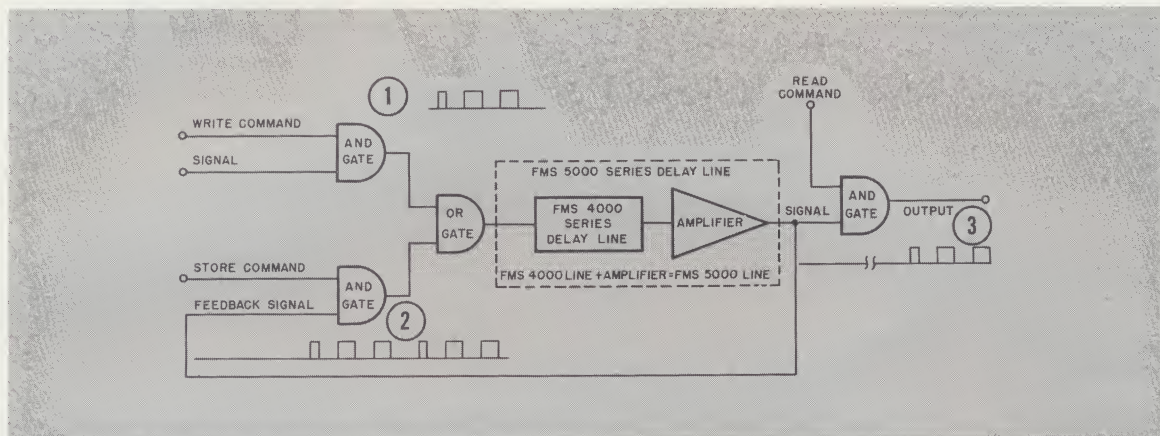 1
READ
COMMAND
WRITE COMMAND
AND
GATE
SIGNAL
FMS 5000 SERIES DELAY LINE
OR
GATE
FMS 4000
SERIES
DELAY LINE
AMPLIFIER
SIGNAL
AND
GATE
OUTPUT
3
STORE COMMAND
AND
GATE
FMS 4000 LINE + AMPLIFIER = FMS 5000 LINE
FEEDBACK SIGNAL
2